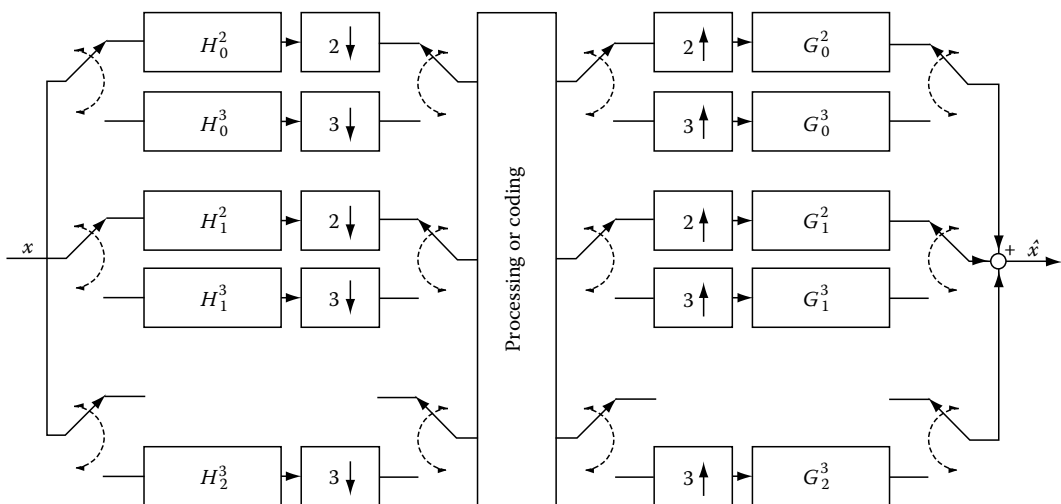 H_0^2 2↓ 2↑ G_0^2
H_0^3 3↓ 3↑ G_0^3
H_1^2 2↓ 2↑ G_1^2
x Processing or coding + x̂
H_1^3 3↓ 3↑ G_1^3
H_2^3 3↓ 3↑ G_2^3